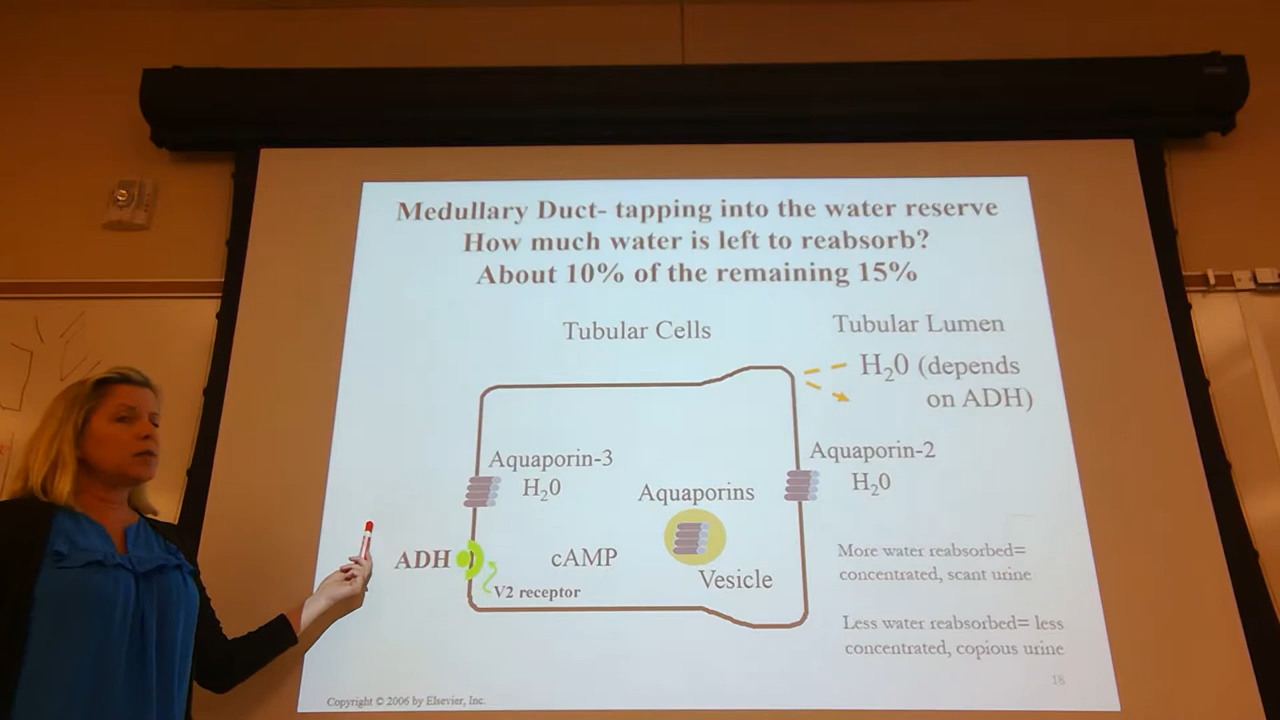 Medullary Duct- tapping into the water reserve
How much water is left to reabsorb?
About 10% of the remaining 15%
Tubular Cells
Tubular Lumen
H₂0 (depends
on ADH)
Aquaporin-3
H₂0
Aquaporins
Aquaporin-2
H₂0
ADH
cAMP
V2 receptor
Vesicle
More water reabsorbed=
concentrated, scant urine
Less water reabsorbed= less
concentrated, copious urine
18
Copyright © 2006 by Elsevier, Inc.